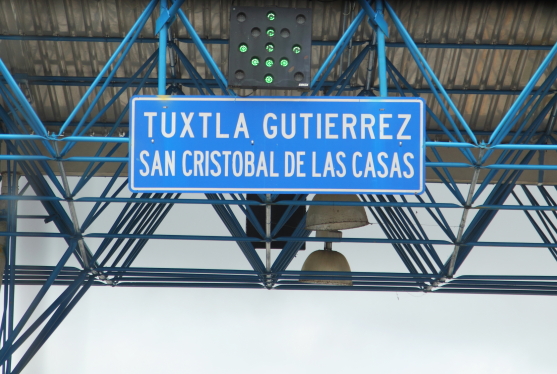 TUXTLA GUTIERREZ
SAN CRISTOBAL DE LAS CASAS